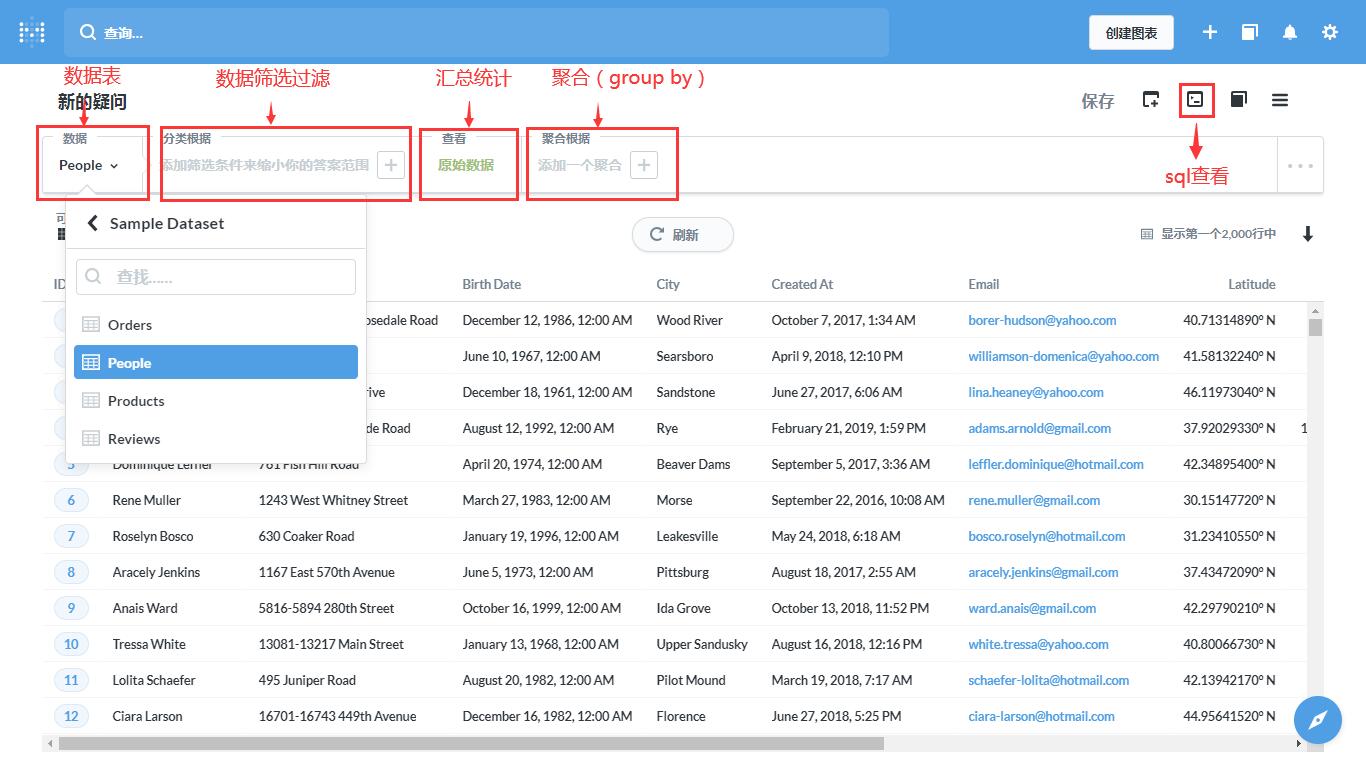 查询...
创建图表
数据表
数据筛选过滤
汇总统计
聚合（group by）
新的疑问
保存
数据
分类根据
查看
聚合根据
People
添加筛选条件来缩小你的答案范围
原始数据
添加一个聚合
sql查看
Sample Dataset
刷新
显示第一个2,000行中
查找......
ID
Birth Date
City
Created At
Email
Latitude
Orders
People
Products
Reviews
osedale Road December 12, 1986, 12:00 AM Wood River October 7, 2017, 1:34 AM borer-hudson@yahoo.com 40.71314890° N
June 10, 1967, 12:00 AM Searsboro April 9, 2018, 12:10 PM williamson-domenica@yahoo.com 41.58132240° N
rive December 18, 1961, 12:00 AM Sandstone June 27, 2017, 6:06 AM lina.heaney@yahoo.com 46.11973040° N
de Road August 12, 1992, 12:00 AM Rye February 21, 2019, 1:59 PM adams.arnold@gmail.com 37.92029330° N 1
5 Dominique Leffler 761 Fish Hill Road April 20, 1974, 12:00 AM Beaver Dams September 5, 2017, 3:36 AM leffler.dominique@hotmail.com 42.34895400° N
6 Rene Muller 1243 West Whitney Street March 27, 1983, 12:00 AM Morse September 22, 2016, 10:08 AM rene.muller@gmail.com 30.15147720° N
7 Roselyn Bosco 630 Coaker Road January 19, 1996, 12:00 AM Leakesville May 24, 2018, 6:18 AM bosco.roselyn@hotmail.com 31.23410550° N
8 Aracely Jenkins 1167 East 570th Avenue June 5, 1973, 12:00 AM Pittsburg August 18, 2017, 2:55 AM aracely.jenkins@gmail.com 37.43472090° N
9 Anais Ward 5816-5894 280th Street October 16, 1999, 12:00 AM Ida Grove October 13, 2018, 11:52 PM ward.anais@gmail.com 42.29790210° N
10 Tressa White 13081-13217 Main Street January 13, 1968, 12:00 AM Upper Sandusky August 16, 2018, 12:16 PM white.tressa@yahoo.com 40.80066730° N
11 Lolita Schaefer 495 Juniper Road August 20, 1982, 12:00 AM Pilot Mound March 19, 2018, 7:17 AM schaefer-lolita@hotmail.com 42.13942170° N
12 Ciara Larson 16701-16743 449th Avenue December 16, 1982, 12:00 AM Florence June 27, 2018, 5:25 PM ciara-larson@hotmail.com 44.95641520° N